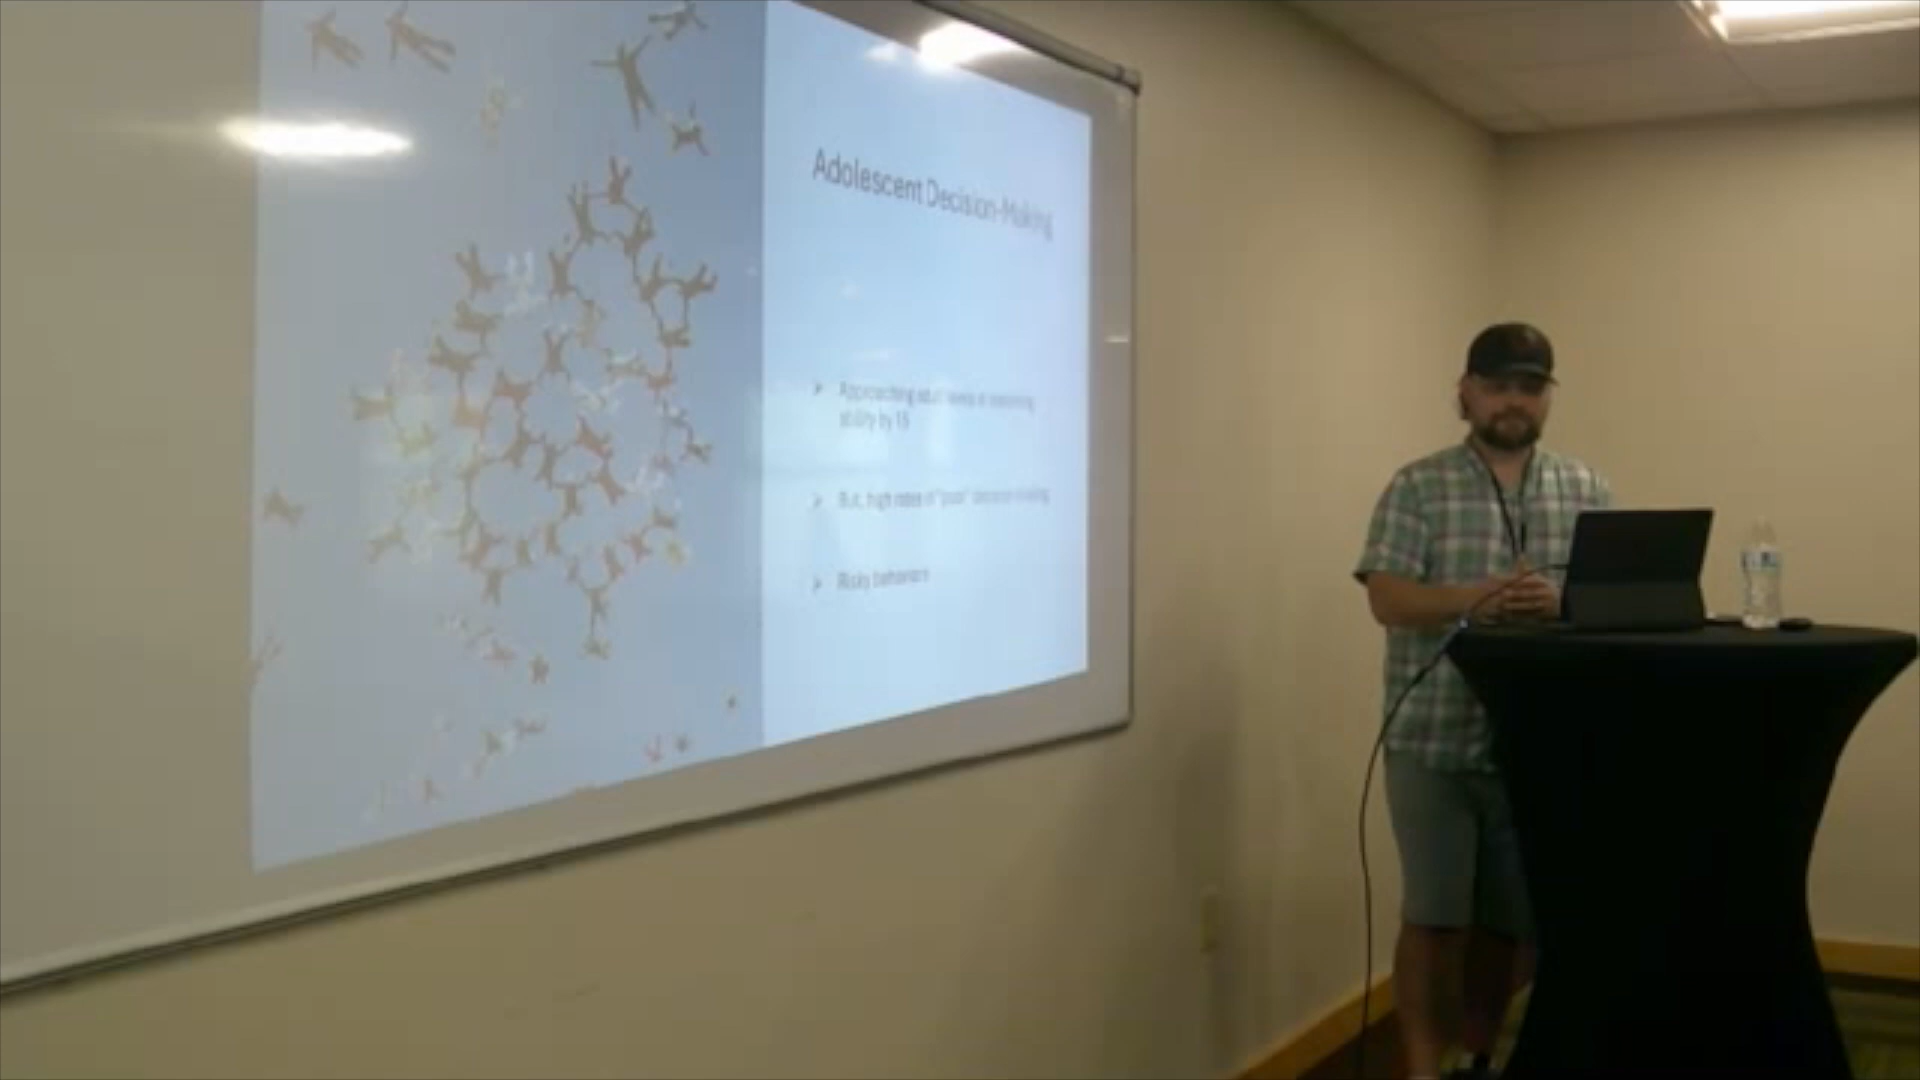 Adolescent Decision-Making
Approaching adult levels of reasoning
ability by 15
But, high rates of "poor" decision-making
Risky behaviors